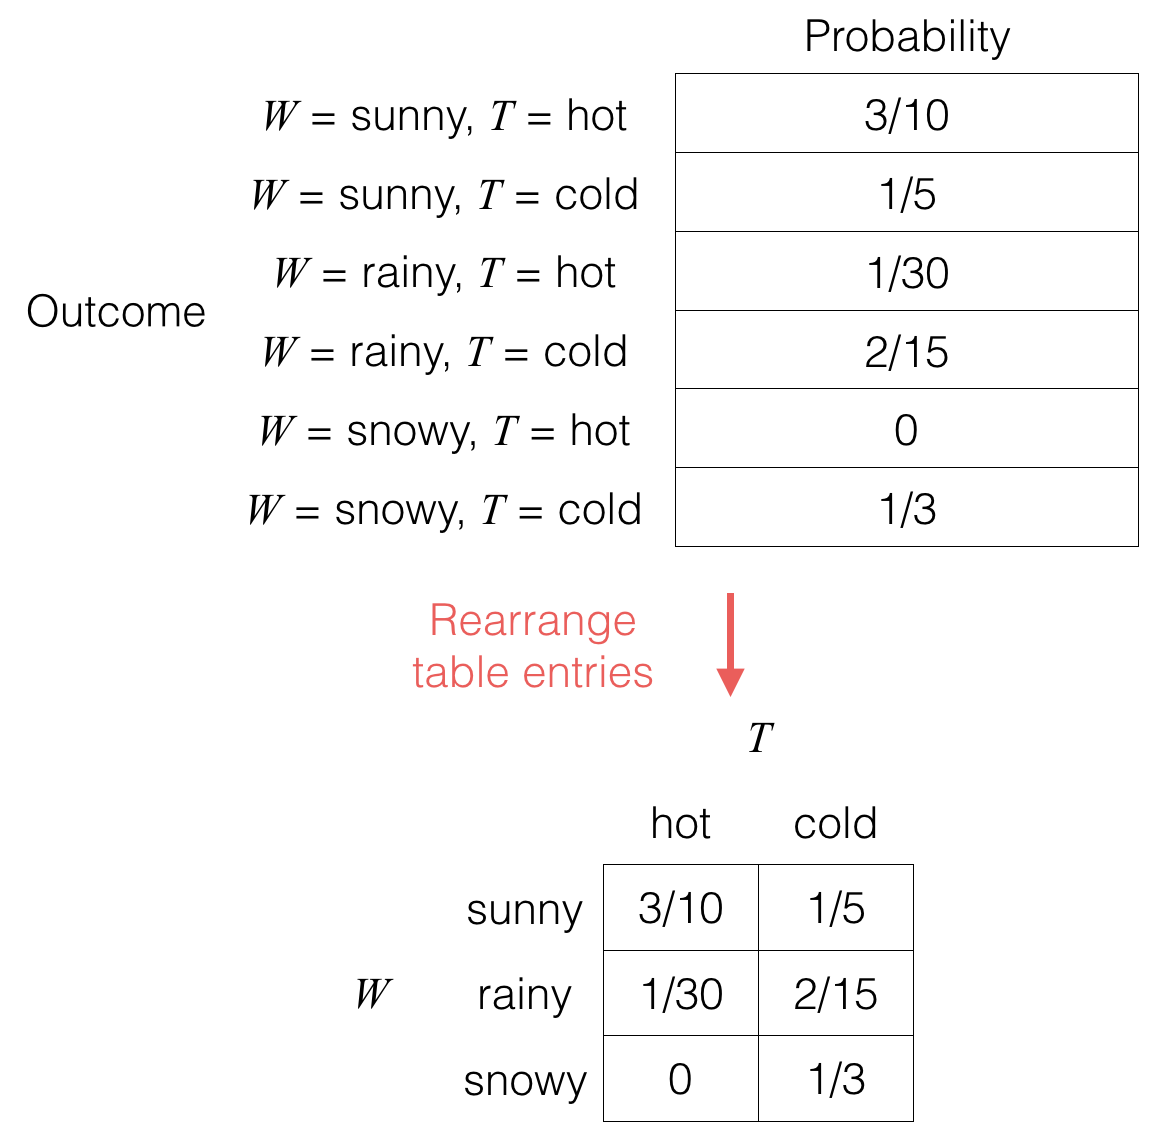 Probability
W = sunny, T = hot 3/10
W = sunny, T = cold 1/5
W = rainy, T = hot 1/30
Outcome
W = rainy, T = cold 2/15
W = snowy, T = hot 0
W = snowy, T = cold 1/3
Rearrange
table entries
T
hot cold
sunny 3/10 1/5
W rainy 1/30 2/15
snowy 0 1/3